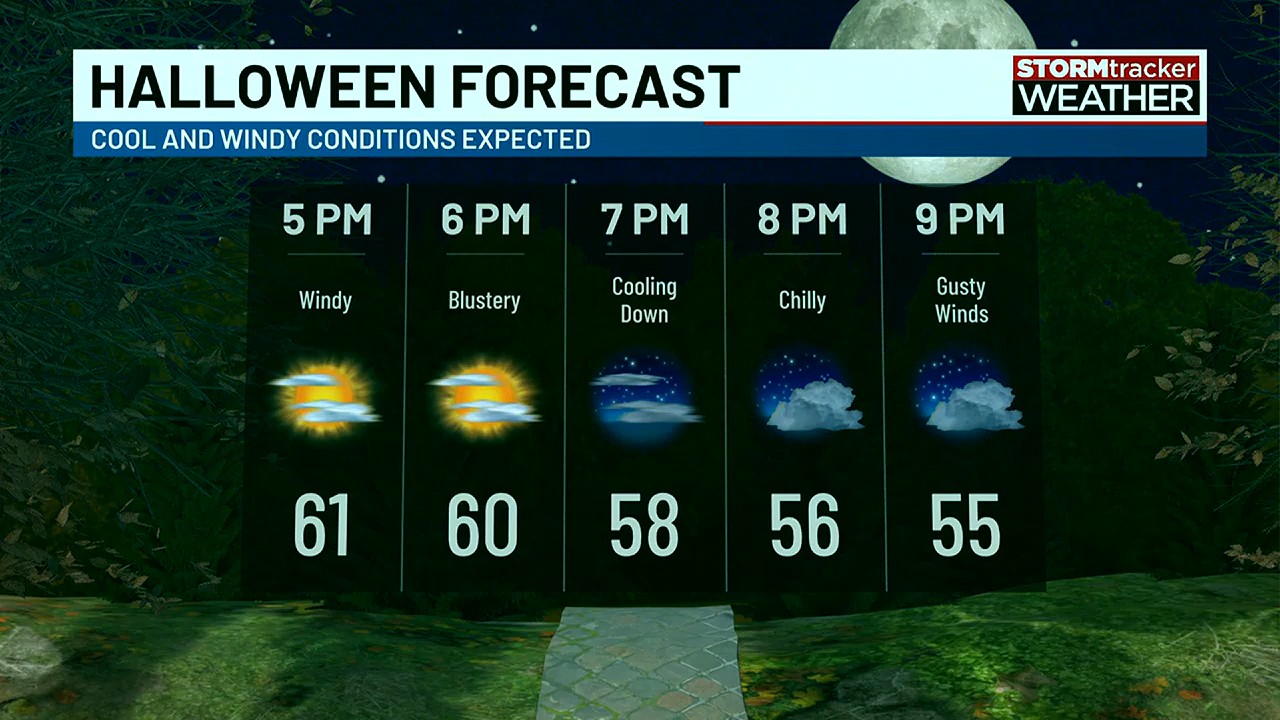 HALLOWEEN FORECAST
STORMtracker
WEATHER
COOL AND WINDY CONDITIONS EXPECTED
5 PM
6 PM
7 PM
8 PM
9 PM
Windy
Blustery
Cooling
Down
Chilly
Gusty
Winds
61
60
58
56
55